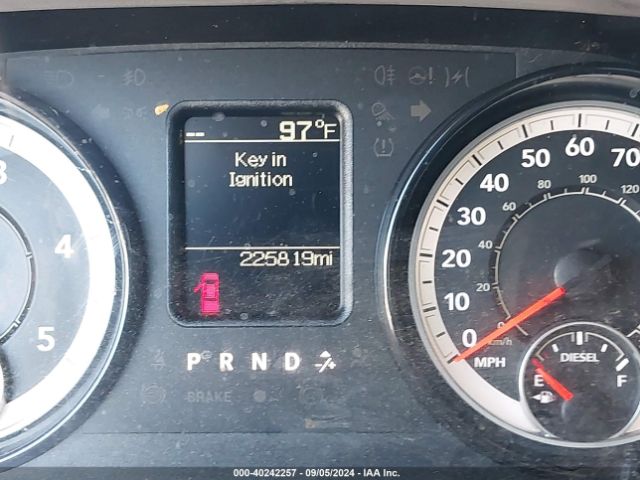 -- 97°F
Key in
Ignition
225819mi
P R N D
BRAKE
3
4
5
0 10 20 30 40 50 60 70
0 20 40 60 80 100 120
MPH
km/h
DIESEL
E F
000-40242257 - 09/05/2024 - IAA Inc.